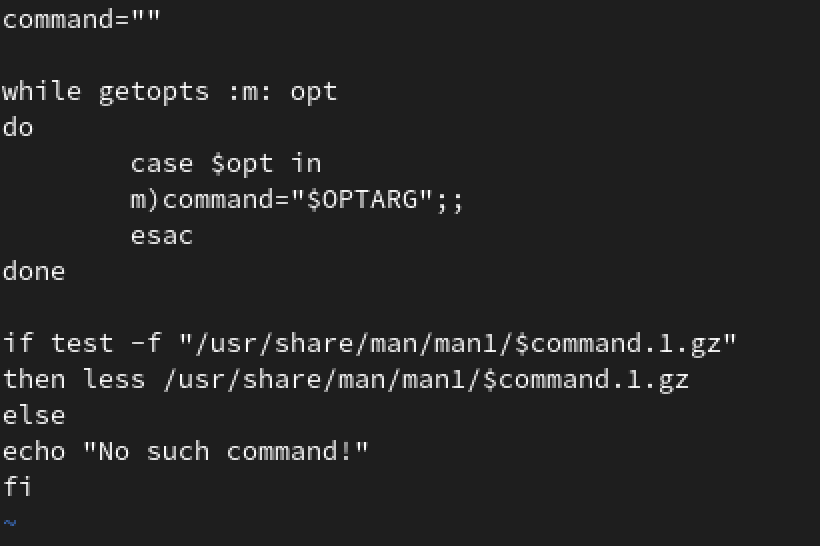 command=""
while getopts :m: opt
do
case $opt in
m)command="$OPTARG";;
esac
done
if test -f "/usr/share/man/man1/$command.1.gz"
then less /usr/share/man/man1/$command.1.gz
else
echo "No such command!"
fi
~